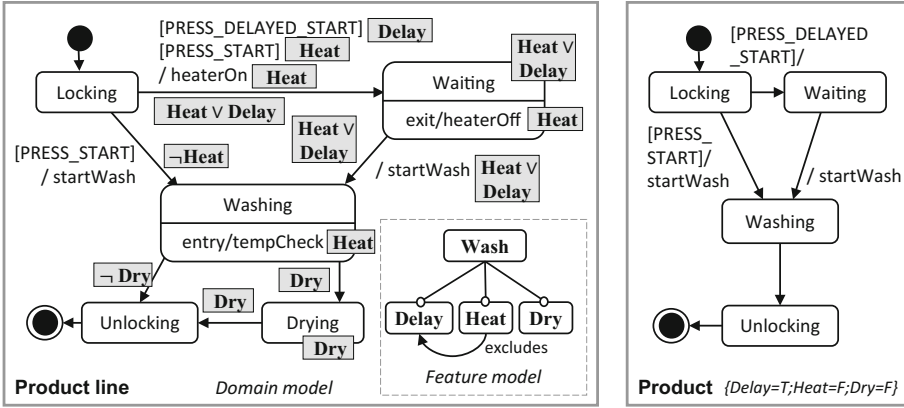 [PRESS_DELAYED_START] Delay
[PRESS_START] Heat
/ heaterOn Heat
Heat ∨
Delay
Locking
Waiting
Heat ∨ Delay
exit/heaterOff Heat
Heat ∨
Delay
[PRESS_START]
/ startWash
¬Heat
/ startWash
Heat ∨
Delay
Washing
entry/tempCheck Heat
¬ Dry
Dry
Unlocking
Dry
Drying
Dry
Wash
Delay
Heat
Dry
excludes
Product line
Domain model
Feature model
[PRESS_DELAYED
_START]/
Locking
Waiting
[PRESS_
START]/
startWash
/ startWash
Washing
Unlocking
Product {Delay=T;Heat=F;Dry=F}